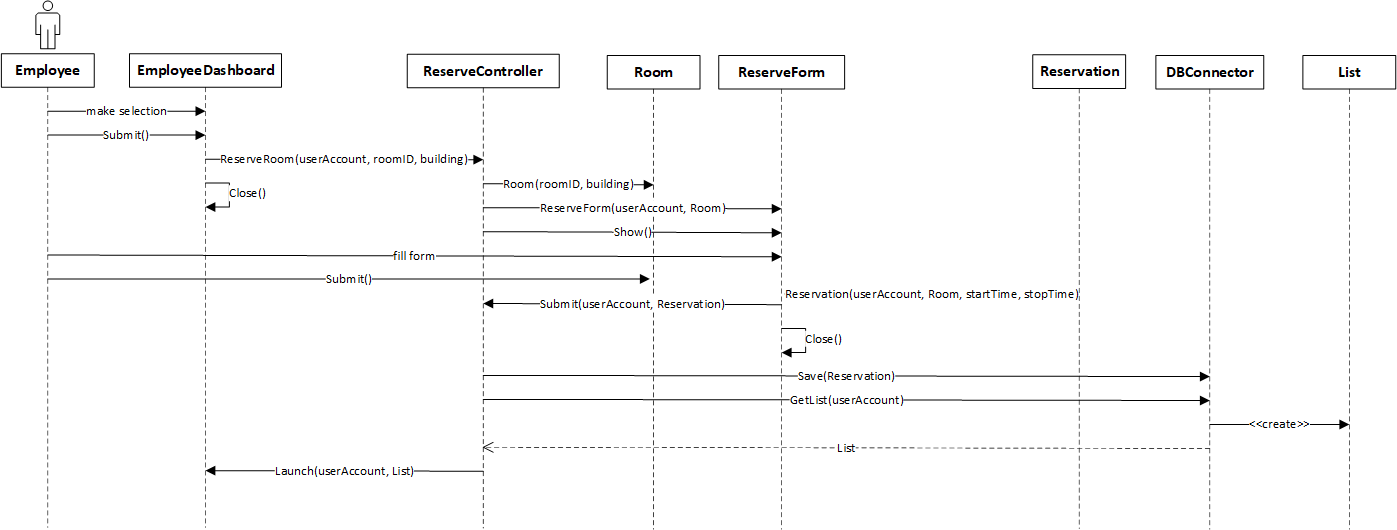 Employee
EmployeeDashboard
ReserveController
Room
ReserveForm
Reservation
DBConnector
List
make selection
Submit()
ReserveRoom(userAccount, roomID, building)
Close()
Room(roomID, building)
ReserveForm(userAccount, Room)
Show()
fill form
Submit()
Reservation(userAccount, Room, startTime, stopTime)
Submit(userAccount, Reservation)
Close()
Save(Reservation)
GetList(userAccount)
<<create>>
List
Launch(userAccount, List)